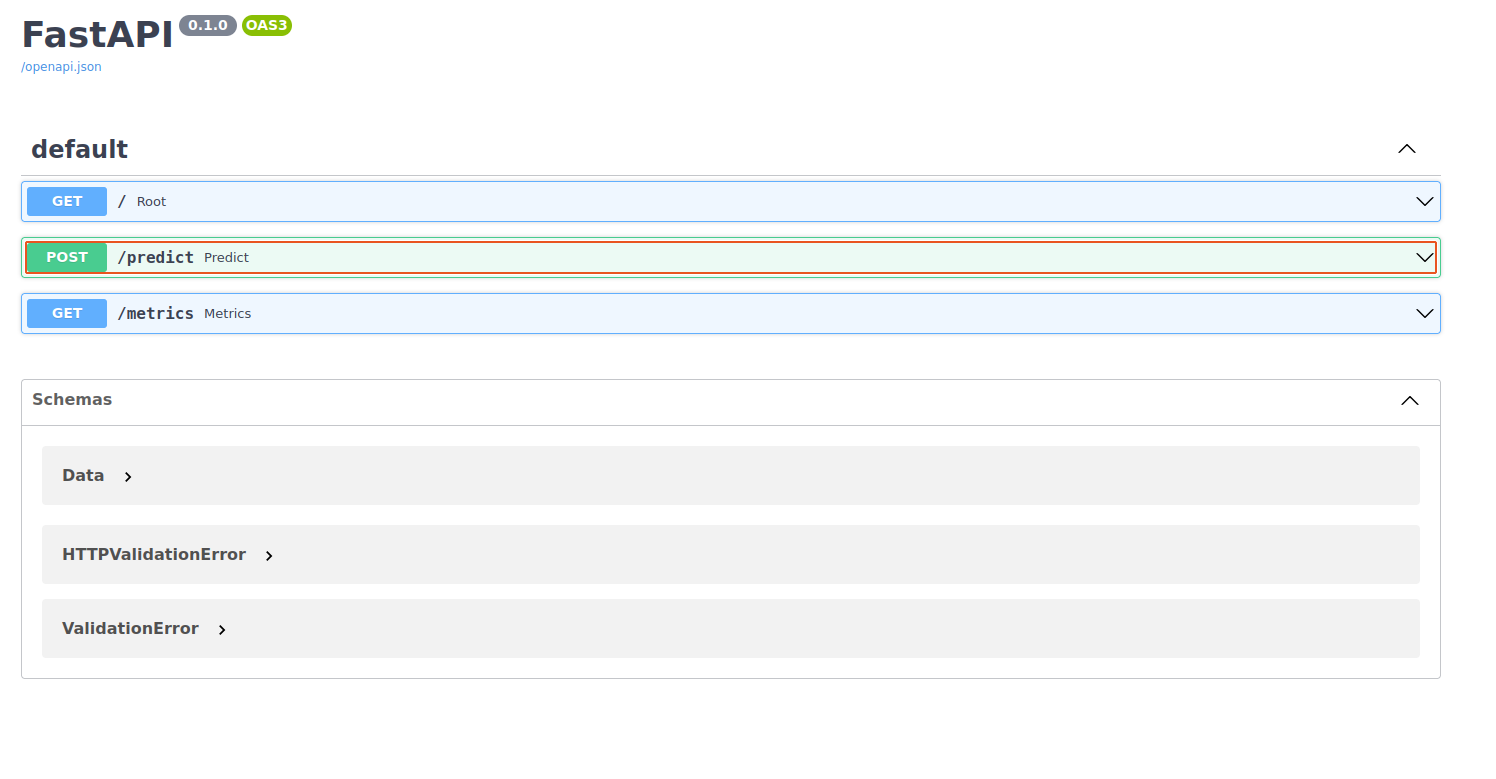 FastAPI 0.1.0 OAS3
/openapi.json
default
GET / Root
POST /predict Predict
GET /metrics Metrics
Schemas
Data
HTTPValidationError
ValidationError